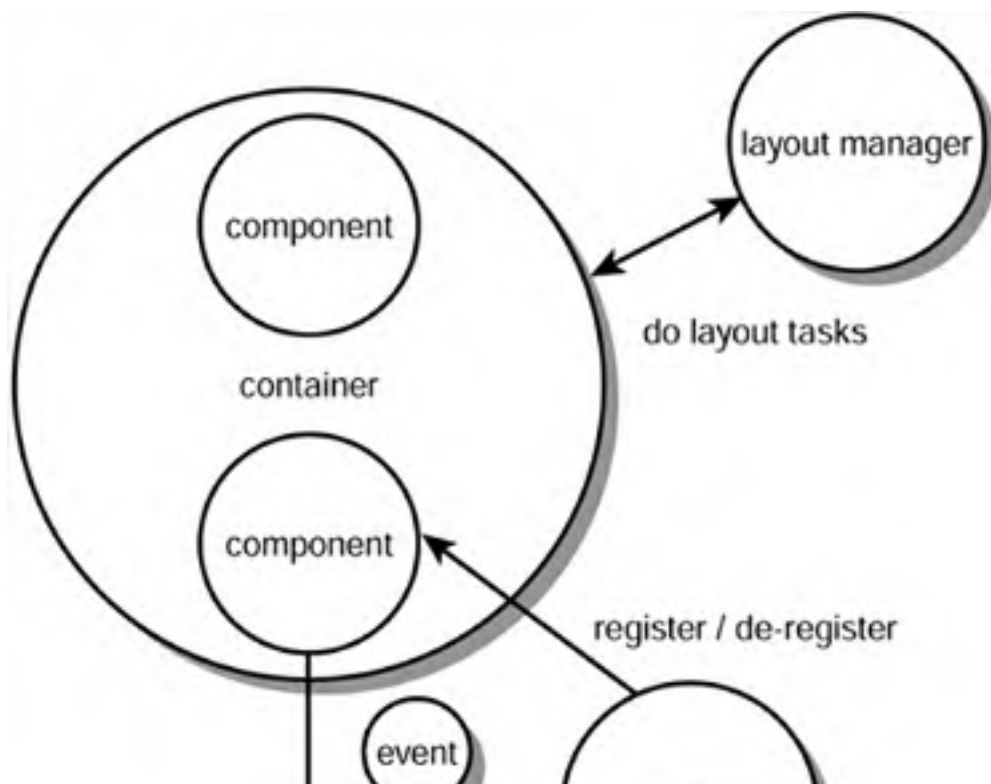 layout manager
component
do layout tasks
container
component
register / de-register
event